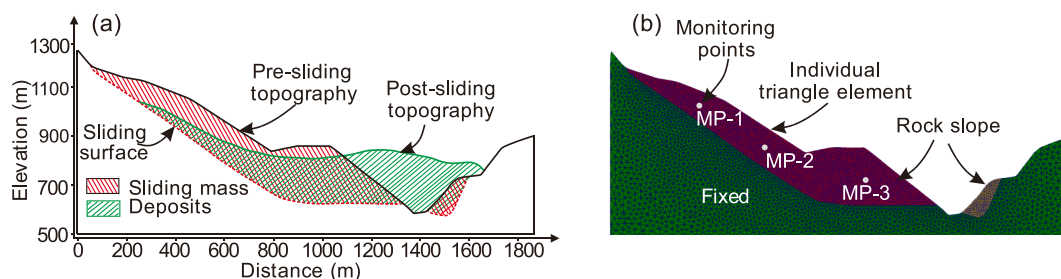 (a)
Elevation (m)
1300
1100
900
700
500
Pre-sliding
topography
Post-sliding
topography
Sliding
surface
Sliding mass
Deposits
0 200 400 600 800 1000 1200 1400 1600 1800
Distance (m)
(b)
Monitoring
points
Individual
triangle element
MP-1
Rock slope
MP-2
MP-3
Fixed